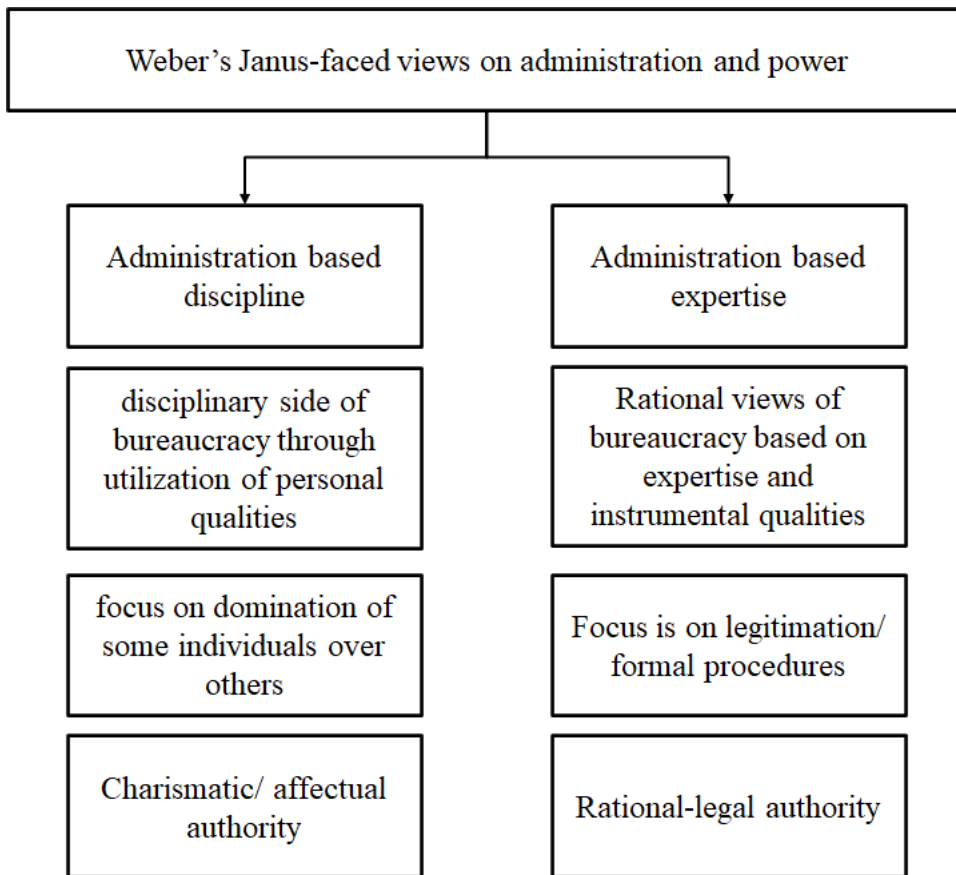 Weber’s Janus-faced views on administration and power
Administration based
discipline
disciplinary side of
bureaucracy through
utilization of personal
qualities
focus on domination of
some individuals over
others
Charismatic/ affectual
authority
Administration based
expertise
Rational views of
bureaucracy based on
expertise and
instrumental qualities
Focus is on legitimation/
formal procedures
Rational-legal authority